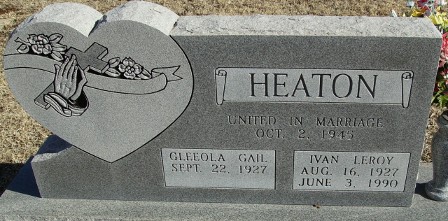 HEATON
UNITED IN MARRIAGE
OCT. 2, 1945
GLEEOLA GAIL
SEPT. 22, 1927
IVAN LEROY
AUG. 16, 1927
JUNE 3, 1990